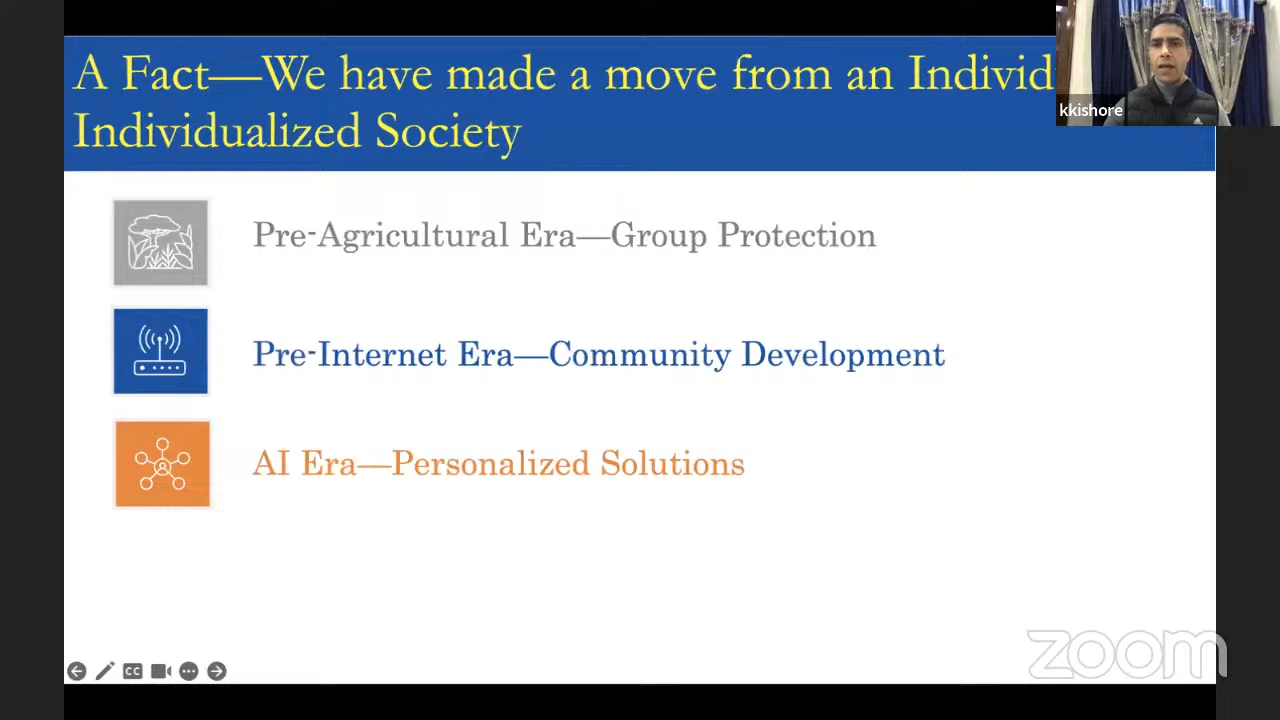 A Fact—We have made a move from an Individ
Individualized Society
kkishore
Pre-Agricultural Era—Group Protection
Pre-Internet Era—Community Development
AI Era—Personalized Solutions
CC
zoom